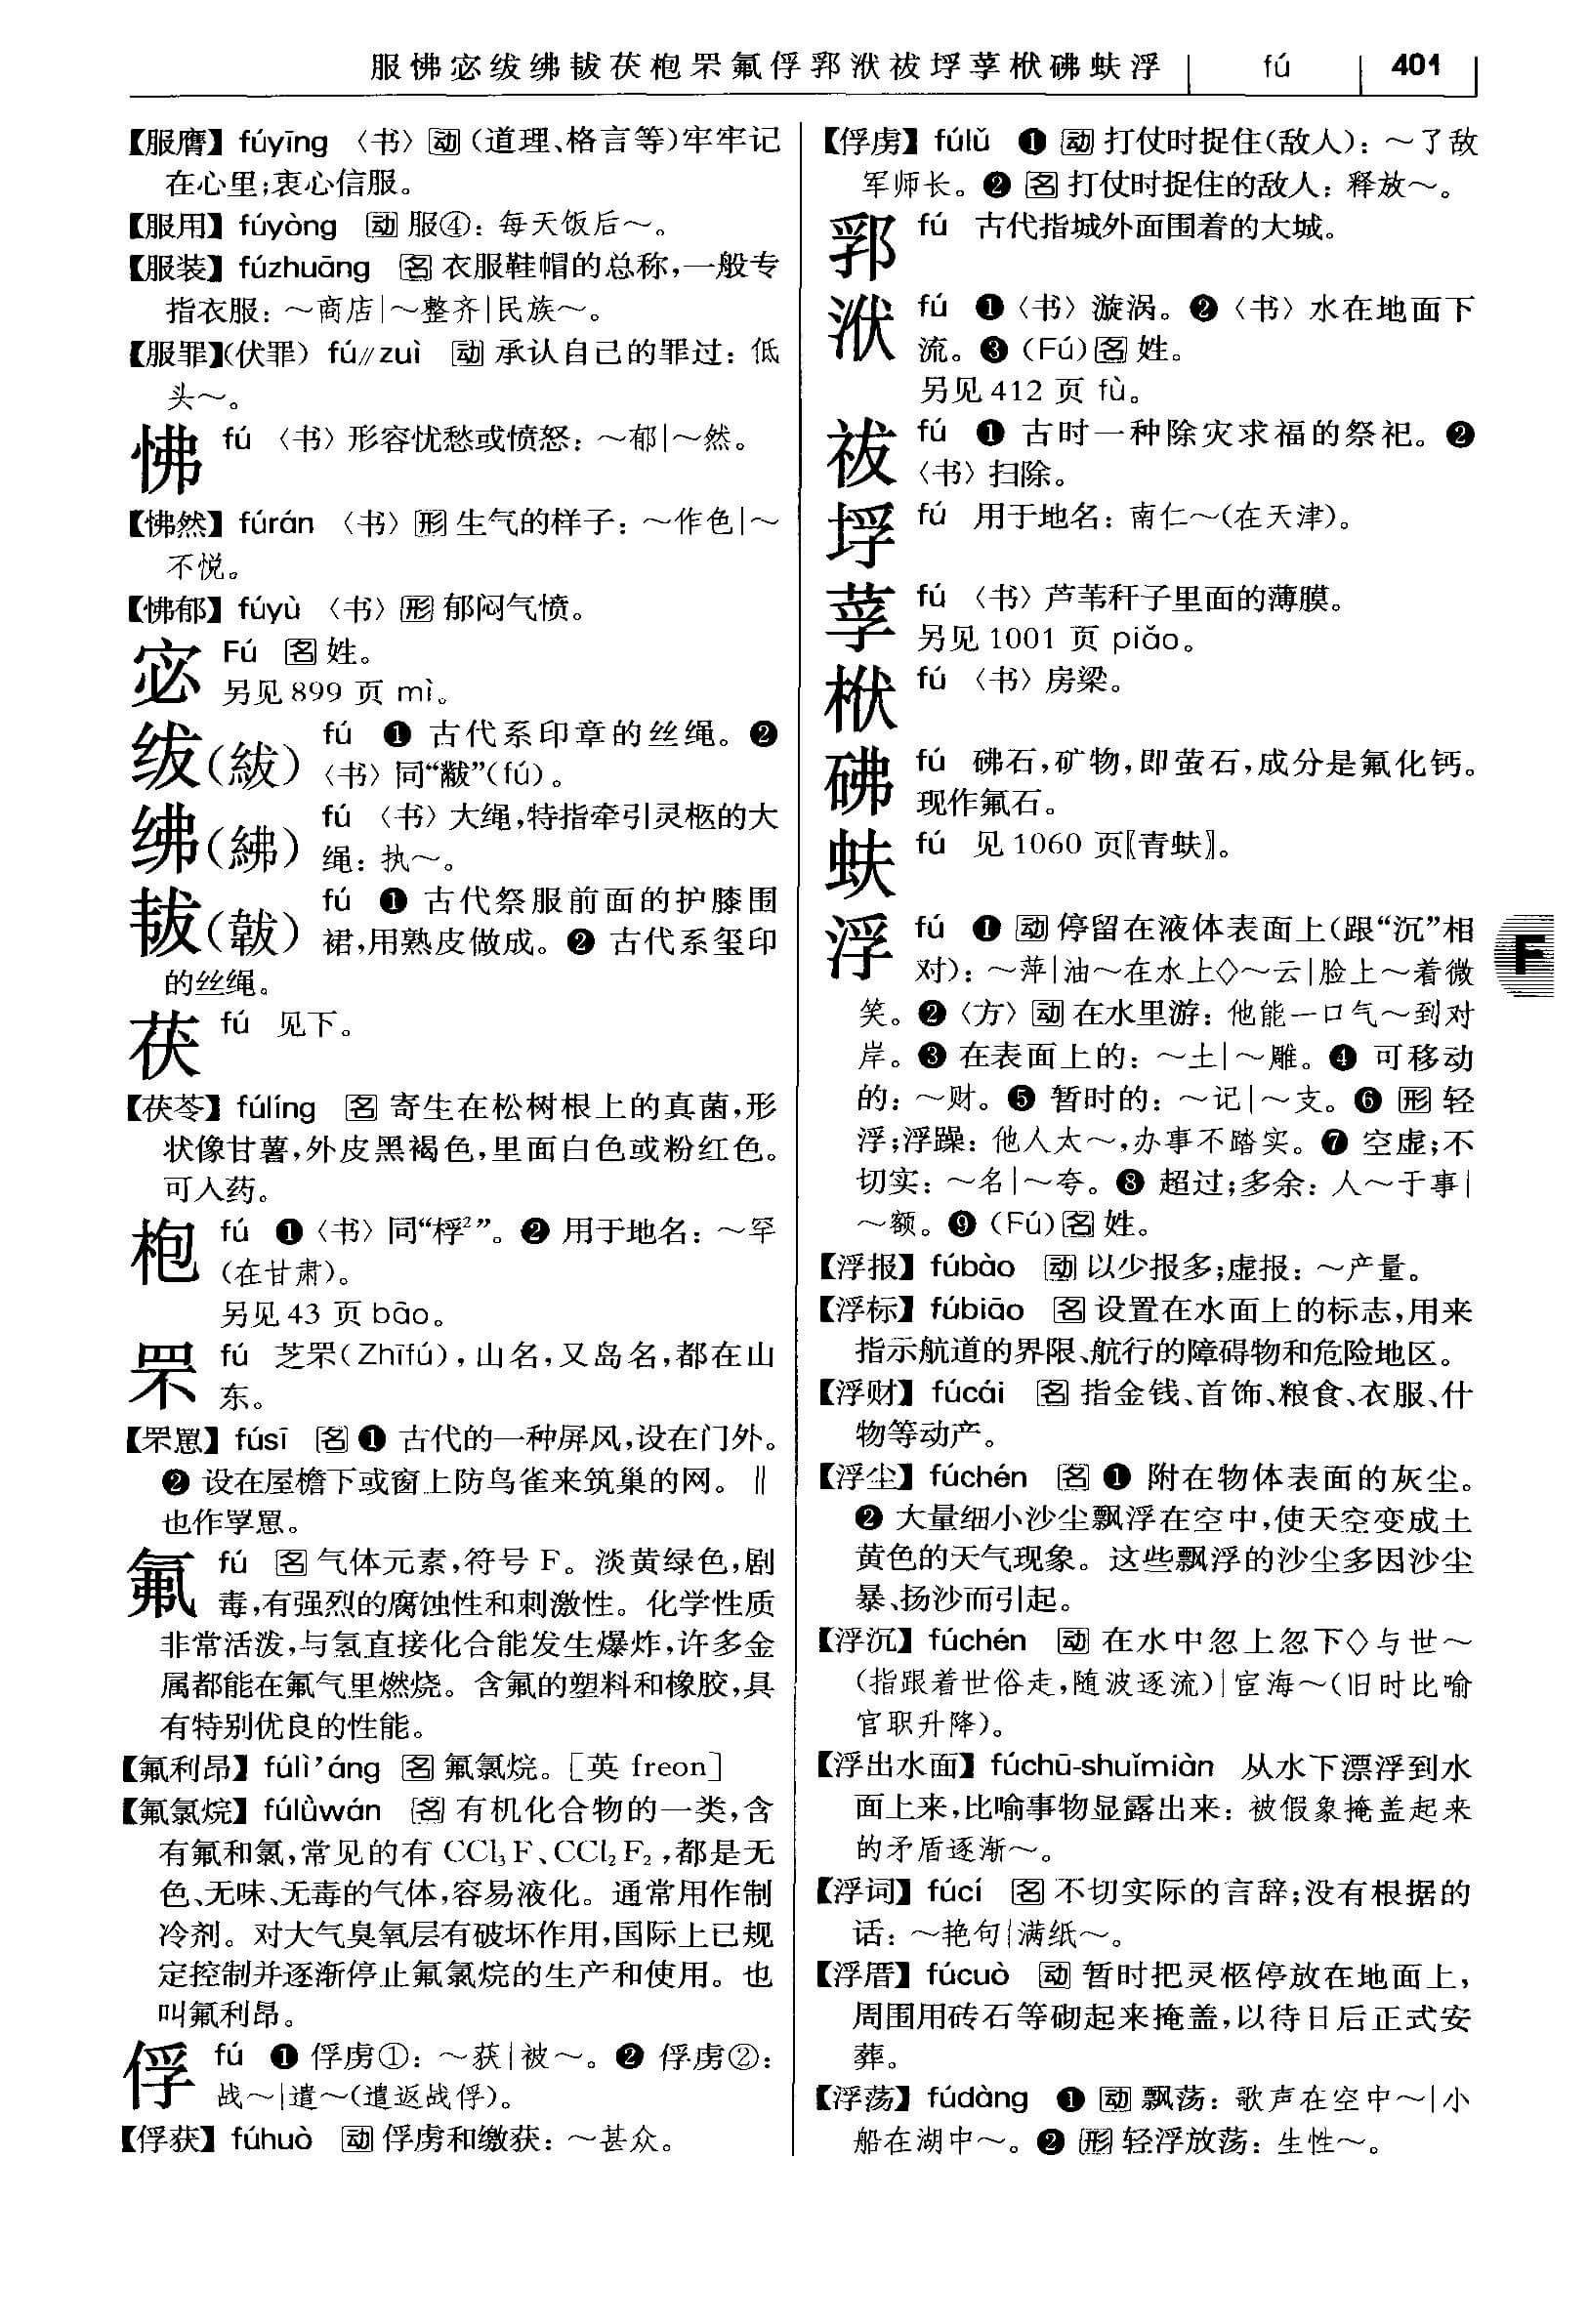 服怫宓绂绋韨茯枹罘氟俘郛洑祓垺莩栿砩蚨浮 fú 401
【服膺】 fúyīng 〈书〉 动 (道理、格言等)牢牢记
在心里;衷心信服。
【服用】 fúyòng 动 服④: 每天饭后～。
【服装】 fúzhuāng 名 衣服鞋帽的总称,一般专
指衣服: ～商店|～整齐|民族～。
【服罪】(伏罪) fú∥zuì 动 承认自己的罪过: 低
头～。
怫 fú 〈书〉 形容忧愁或愤怒: ～郁|～然。
【怫然】 fúrán 〈书〉 形 生气的样子: ～作色|～
不悦。
【怫郁】 fúyù 〈书〉 形 郁闷气愤。
宓 Fú 名 姓。
另见 899 页 mì。
绂(紱) fú ❶ 古代系印章的丝绳。❷
〈书〉 同“黻”(fú)。
绋(紼) fú 〈书〉 大绳,特指牵引灵柩的大
绳: 执～。
韨(韍) fú ❶ 古代祭服前面的护膝围
裙,用熟皮做成。❷ 古代系玺印
的丝绳。
茯 fú 见下。
【茯苓】 fúlíng 名 寄生在松树根上的真菌,形
状像甘薯,外皮黑褐色,里面白色或粉红色。
可入药。
枹 fú ❶〈书〉 同“桴²”。❷ 用于地名: ～罕
(在甘肃)。
另见 43 页 bāo。
罘 fú 芝罘(Zhīfú),山名,又岛名,都在山
东。
【罘罳】 fúsī 名 ❶ 古代的一种屏风,设在门外。
❷ 设在屋檐下或窗上防鸟雀来筑巢的网。‖
也作罦罳。
氟 fú 名 气体元素,符号 F。淡黄绿色,剧
毒,有强烈的腐蚀性和刺激性。化学性质
非常活泼,与氢直接化合能发生爆炸,许多金
属都能在氟气里燃烧。含氟的塑料和橡胶,具
有特别优良的性能。
【氟利昂】 fúlì’áng 名 氟氯烷。[英 freon]
【氟氯烷】 fúlǜwán 名 有机化合物的一类,含
有氟和氯,常见的有 CCl₃F、CCl₂F₂,都是无
色、无味、无毒的气体,容易液化。通常用作制
冷剂。对大气臭氧层有破坏作用,国际上已规
定控制并逐渐停止氟氯烷的生产和使用。也
叫氟利昂。
俘 fú ❶ 俘虏①: ～获|被～。❷ 俘虏②:
战～|遣～(遣返战俘)。
【俘获】 fúhuò 动 俘虏和缴获: ～甚众。
【俘虏】 fúlǔ ❶ 动 打仗时捉住(敌人): ～了敌
军师长。❷ 名 打仗时捉住的敌人: 释放～。
郛 fú 古代指城外面围着的大城。
洑 fú ❶〈书〉 漩涡。❷〈书〉 水在地面下
流。❸ (Fú) 名 姓。
另见 412 页 fù。
祓 fú ❶ 古时一种除灾求福的祭祀。❷
〈书〉 扫除。
垺 fú 用于地名: 南仁～(在天津)。
莩 fú 〈书〉 芦苇秆子里面的薄膜。
另见 1001 页 piǎo。
栿 fú 〈书〉 房梁。
砩 fú 砩石,矿物,即萤石,成分是氟化钙。
现作氟石。
蚨 fú 见 1060 页〖青蚨〗。
浮 fú ❶ 动 停留在液体表面上(跟“沉”相
对): ～萍|油～在水上◇～云|脸上～着微
笑。❷〈方〉 动 在水里游: 他能一口气～到对
岸。❸ 在表面上的: ～土|～雕。❹ 可移动
的: ～财。❺ 暂时的: ～记|～支。❻ 形 轻
浮;浮躁: 他人太～,办事不踏实。❼ 空虚;不
切实: ～名|～夸。❽ 超过;多余: 人～于事|
～额。❾ (Fú) 名 姓。
F
【浮报】 fúbào 动 以少报多;虚报: ～产量。
【浮标】 fúbiāo 名 设置在水面上的标志,用来
指示航道的界限、航行的障碍物和危险地区。
【浮财】 fúcái 名 指金钱、首饰、粮食、衣服、什
物等动产。
【浮尘】 fúchén 名 ❶ 附在物体表面的灰尘。
❷ 大量细小沙尘飘浮在空中,使天空变成土
黄色的天气现象。这些飘浮的沙尘多因沙尘
暴、扬沙而引起。
【浮沉】 fúchén 动 在水中忽上忽下◇与世～
(指跟着世俗走,随波逐流)|宦海～(旧时比喻
官职升降)。
【浮出水面】 fúchū-shuǐmiàn 从水下漂浮到水
面上来,比喻事物显露出来: 被假象掩盖起来
的矛盾逐渐～。
【浮词】 fúcí 名 不切实际的言辞;没有根据的
话: ～艳句|满纸～。
【浮厝】 fúcuò 动 暂时把灵柩停放在地面上,
周围用砖石等砌起来掩盖,以待日后正式安
葬。
【浮荡】 fúdàng ❶ 动 飘荡: 歌声在空中～|小
船在湖中～。❷ 形 轻浮放荡: 生性～。